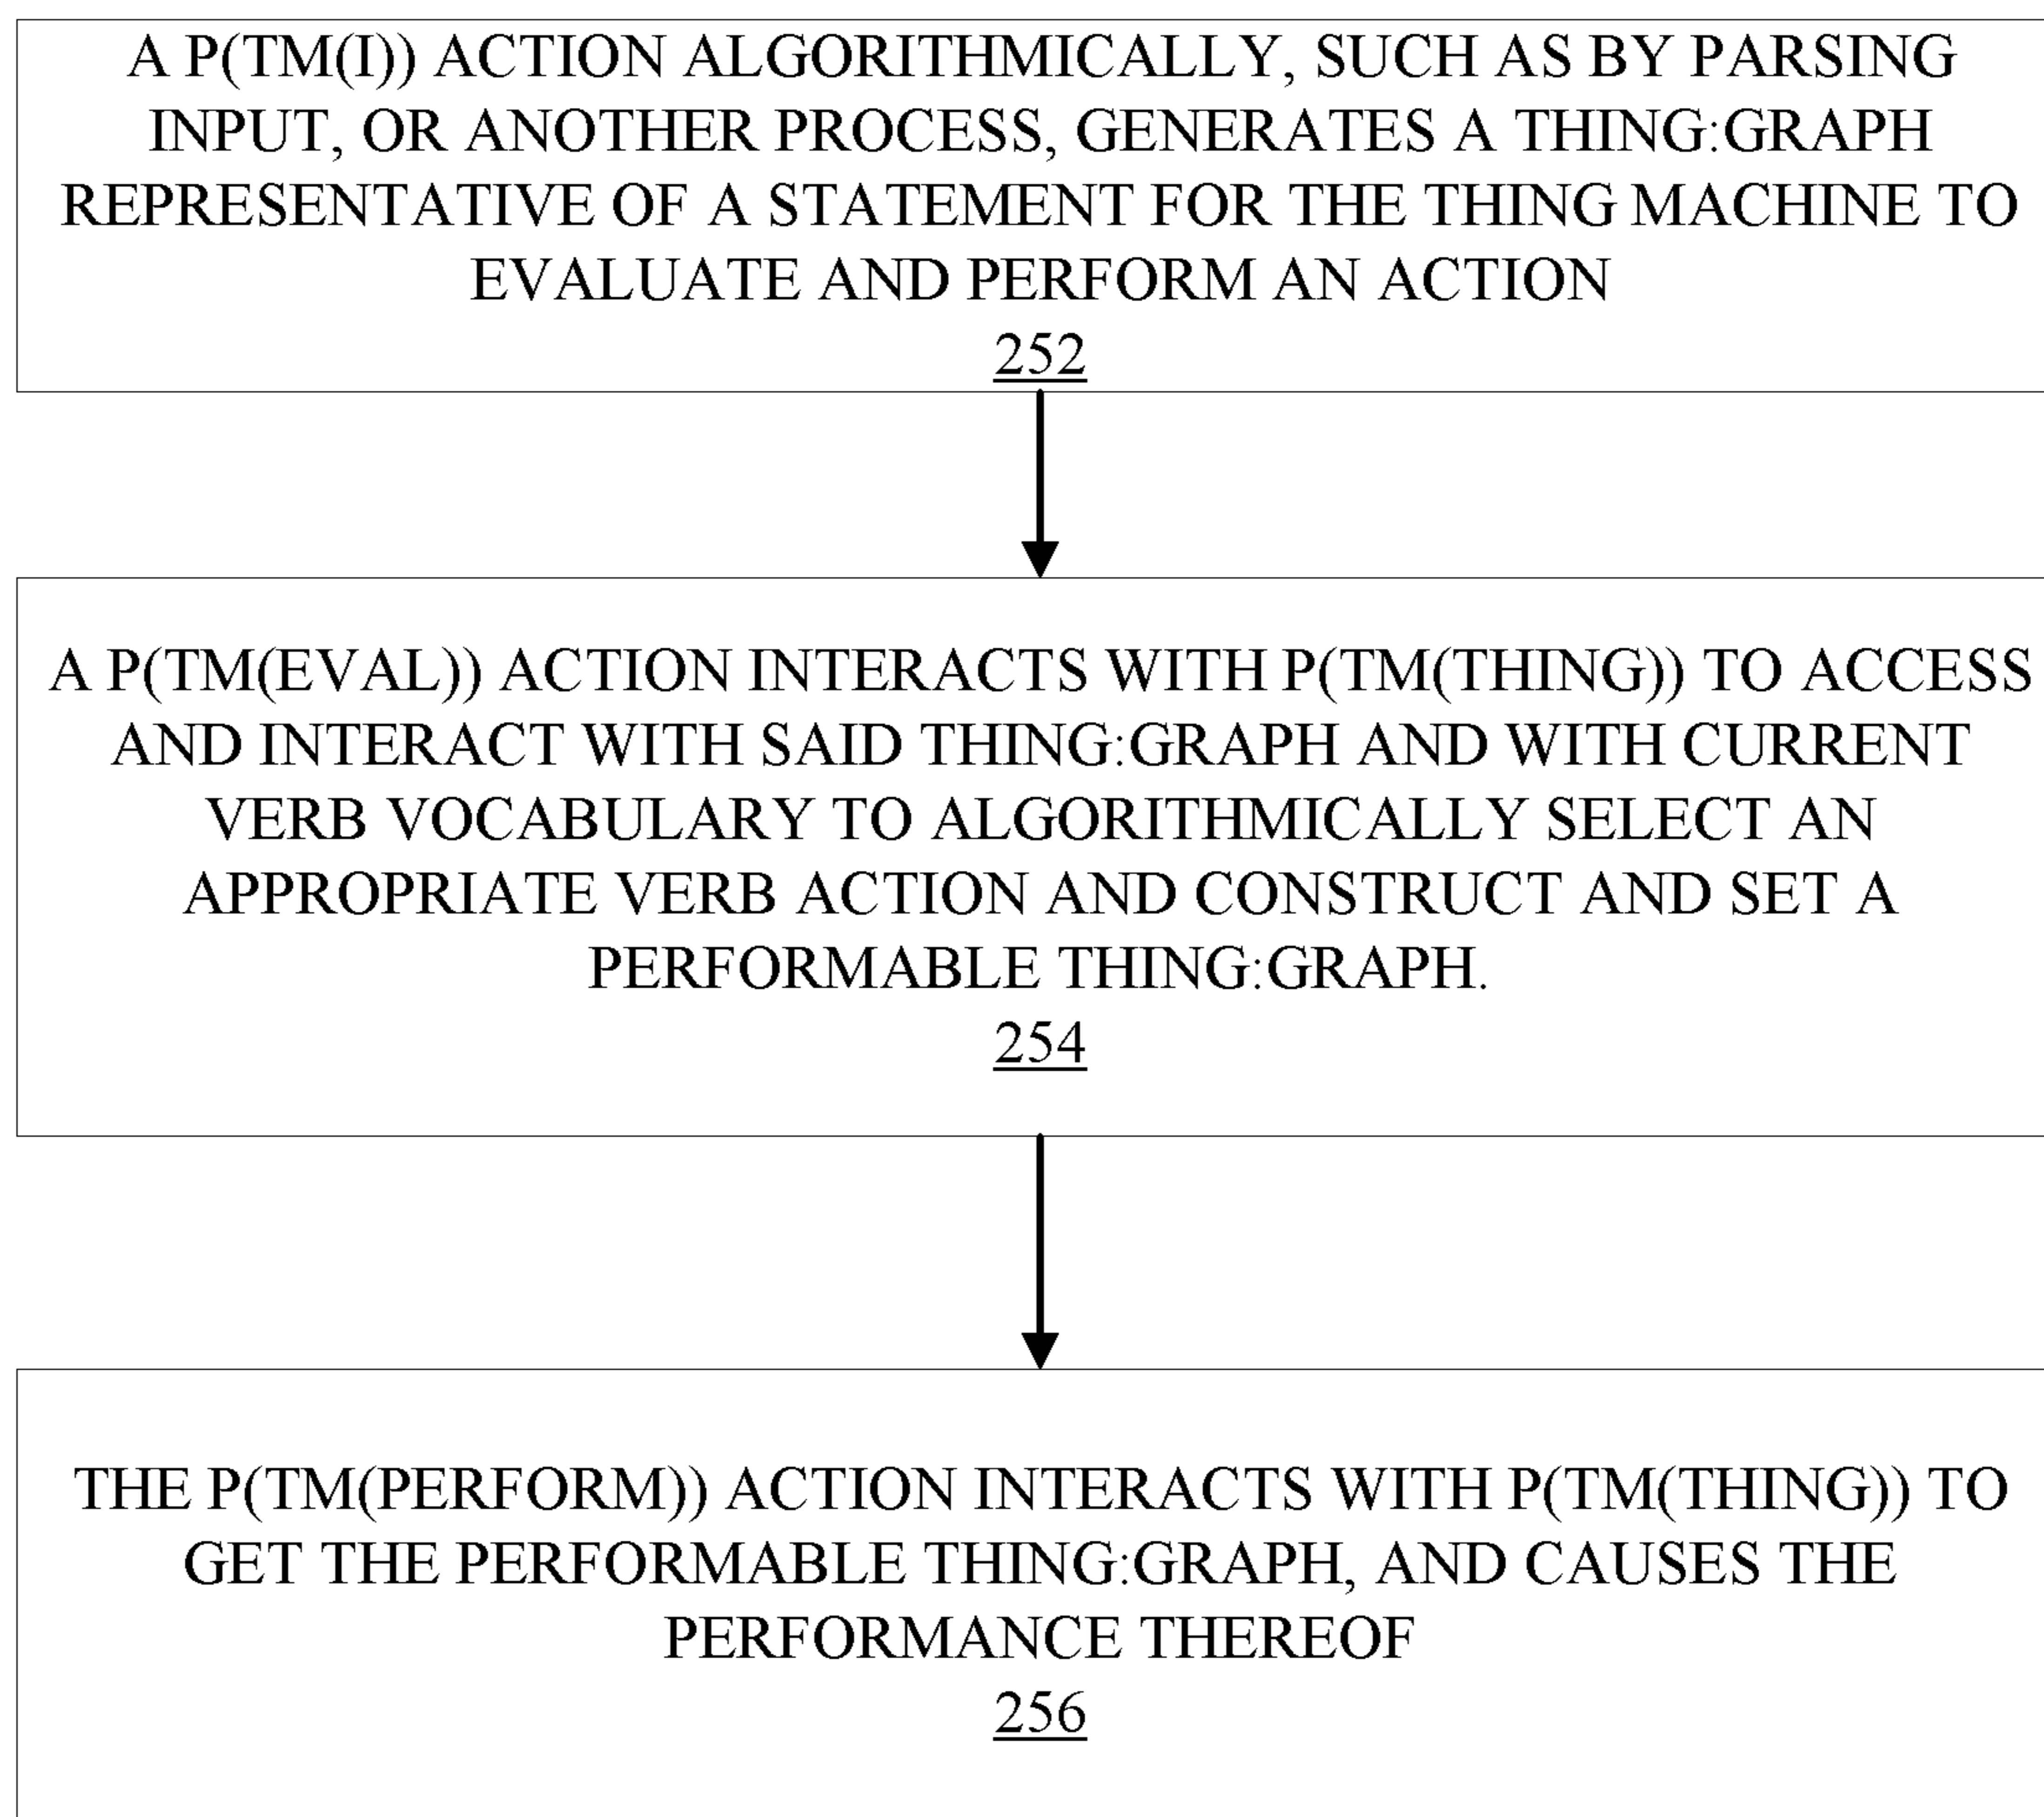 A P(TM(I)) ACTION ALGORITHMICALLY, SUCH AS BY PARSING
INPUT, OR ANOTHER PROCESS, GENERATES A THING:GRAPH
REPRESENTATIVE OF A STATEMENT FOR THE THING MACHINE TO
EVALUATE AND PERFORM AN ACTION
252
A P(TM(EVAL)) ACTION INTERACTS WITH P(TM(THING)) TO ACCESS
AND INTERACT WITH SAID THING:GRAPH AND WITH CURRENT
VERB VOCABULARY TO ALGORITHMICALLY SELECT AN
APPROPRIATE VERB ACTION AND CONSTRUCT AND SET A
PERFORMABLE THING:GRAPH.
254
THE P(TM(PERFORM)) ACTION INTERACTS WITH P(TM(THING)) TO
GET THE PERFORMABLE THING:GRAPH, AND CAUSES THE
PERFORMANCE THEREOF
256